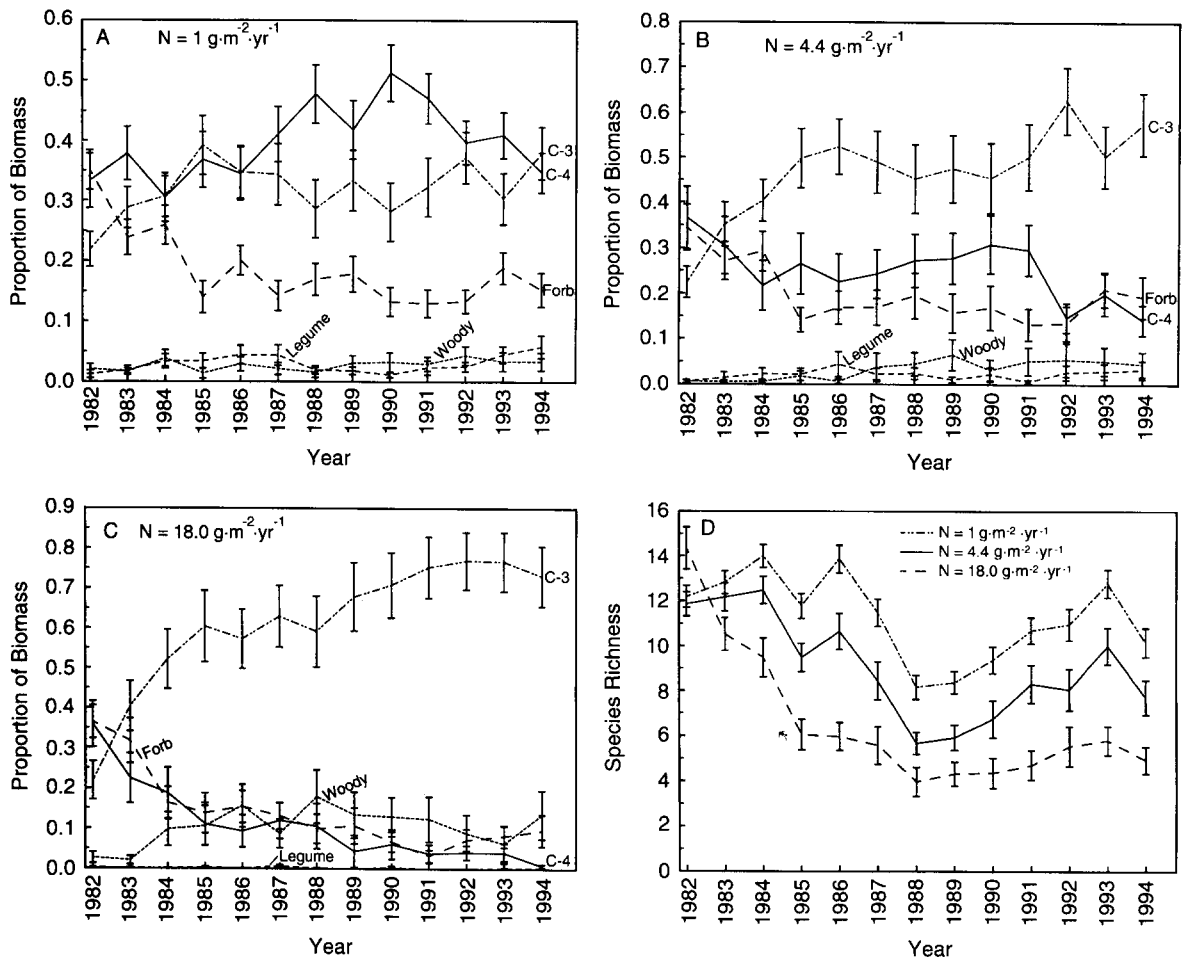 A
N = 1 g·m⁻²·yr⁻¹
0.6
0.5
0.4
0.3
0.2
0.1
0.0
Proportion of Biomass
C-3
C-4
Forb
Legume
Woody
1982
1983
1984
1985
1986
1987
1988
1989
1990
1991
1992
1993
1994
Year
B
N = 4.4 g·m⁻²·yr⁻¹
0.8
0.7
0.6
0.5
0.4
0.3
0.2
0.1
0.0
Proportion of Biomass
C-3
Forb
C-4
Legume
Woody
1982
1983
1984
1985
1986
1987
1988
1989
1990
1991
1992
1993
1994
Year
C
N = 18.0 g·m⁻²·yr⁻¹
0.9
0.8
0.7
0.6
0.5
0.4
0.3
0.2
0.1
0.0
Proportion of Biomass
C-3
Forb
Woody
Legume
C-4
1982
1983
1984
1985
1986
1987
1988
1989
1990
1991
1992
1993
1994
Year
D
N = 1 g·m⁻²·yr⁻¹
N = 4.4 g·m⁻²·yr⁻¹
N = 18.0 g·m⁻²·yr⁻¹
16
14
12
10
8
6
4
2
0
Species Richness
1982
1983
1984
1985
1986
1987
1988
1989
1990
1991
1992
1993
1994
Year